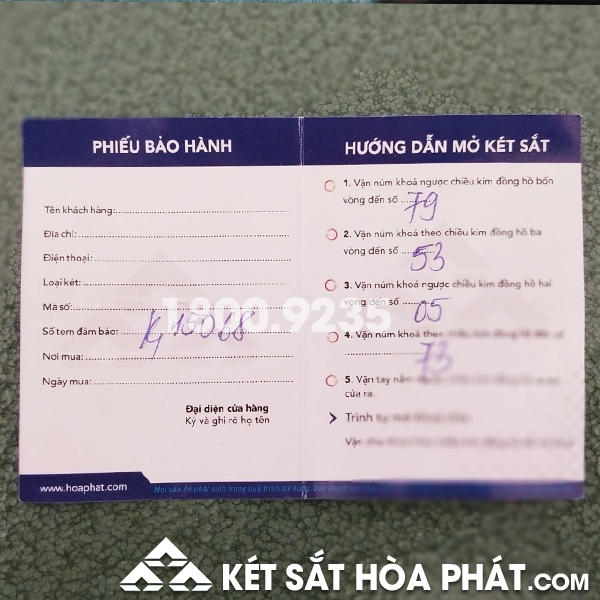 PHIẾU BẢO HÀNH
Tên khách hàng:
Địa chỉ:
Điện thoại:
Loại két:
Mã số:
Số tem đảm bảo:
Nơi mua:
Ngày mua:
Đại diện cửa hàng
Ký và ghi rõ họ tên
www.hoaphat.com
HƯỚNG DẪN MỞ KÉT SẮT
1. Vặn núm khoá ngược chiều kim đồng hồ bốn
vòng đến số 79
2. Vặn núm khoá theo chiều kim đồng hồ ba
vòng đến số 53
3. Vặn núm khoá ngược chiều kim đồng hồ hai
vòng đến số 05
4. Vặn núm khoá theo
73
5. Vặn tay
cửa ra.
Trình
1800.9235
KÉT SẮT HÒA PHÁT.COM